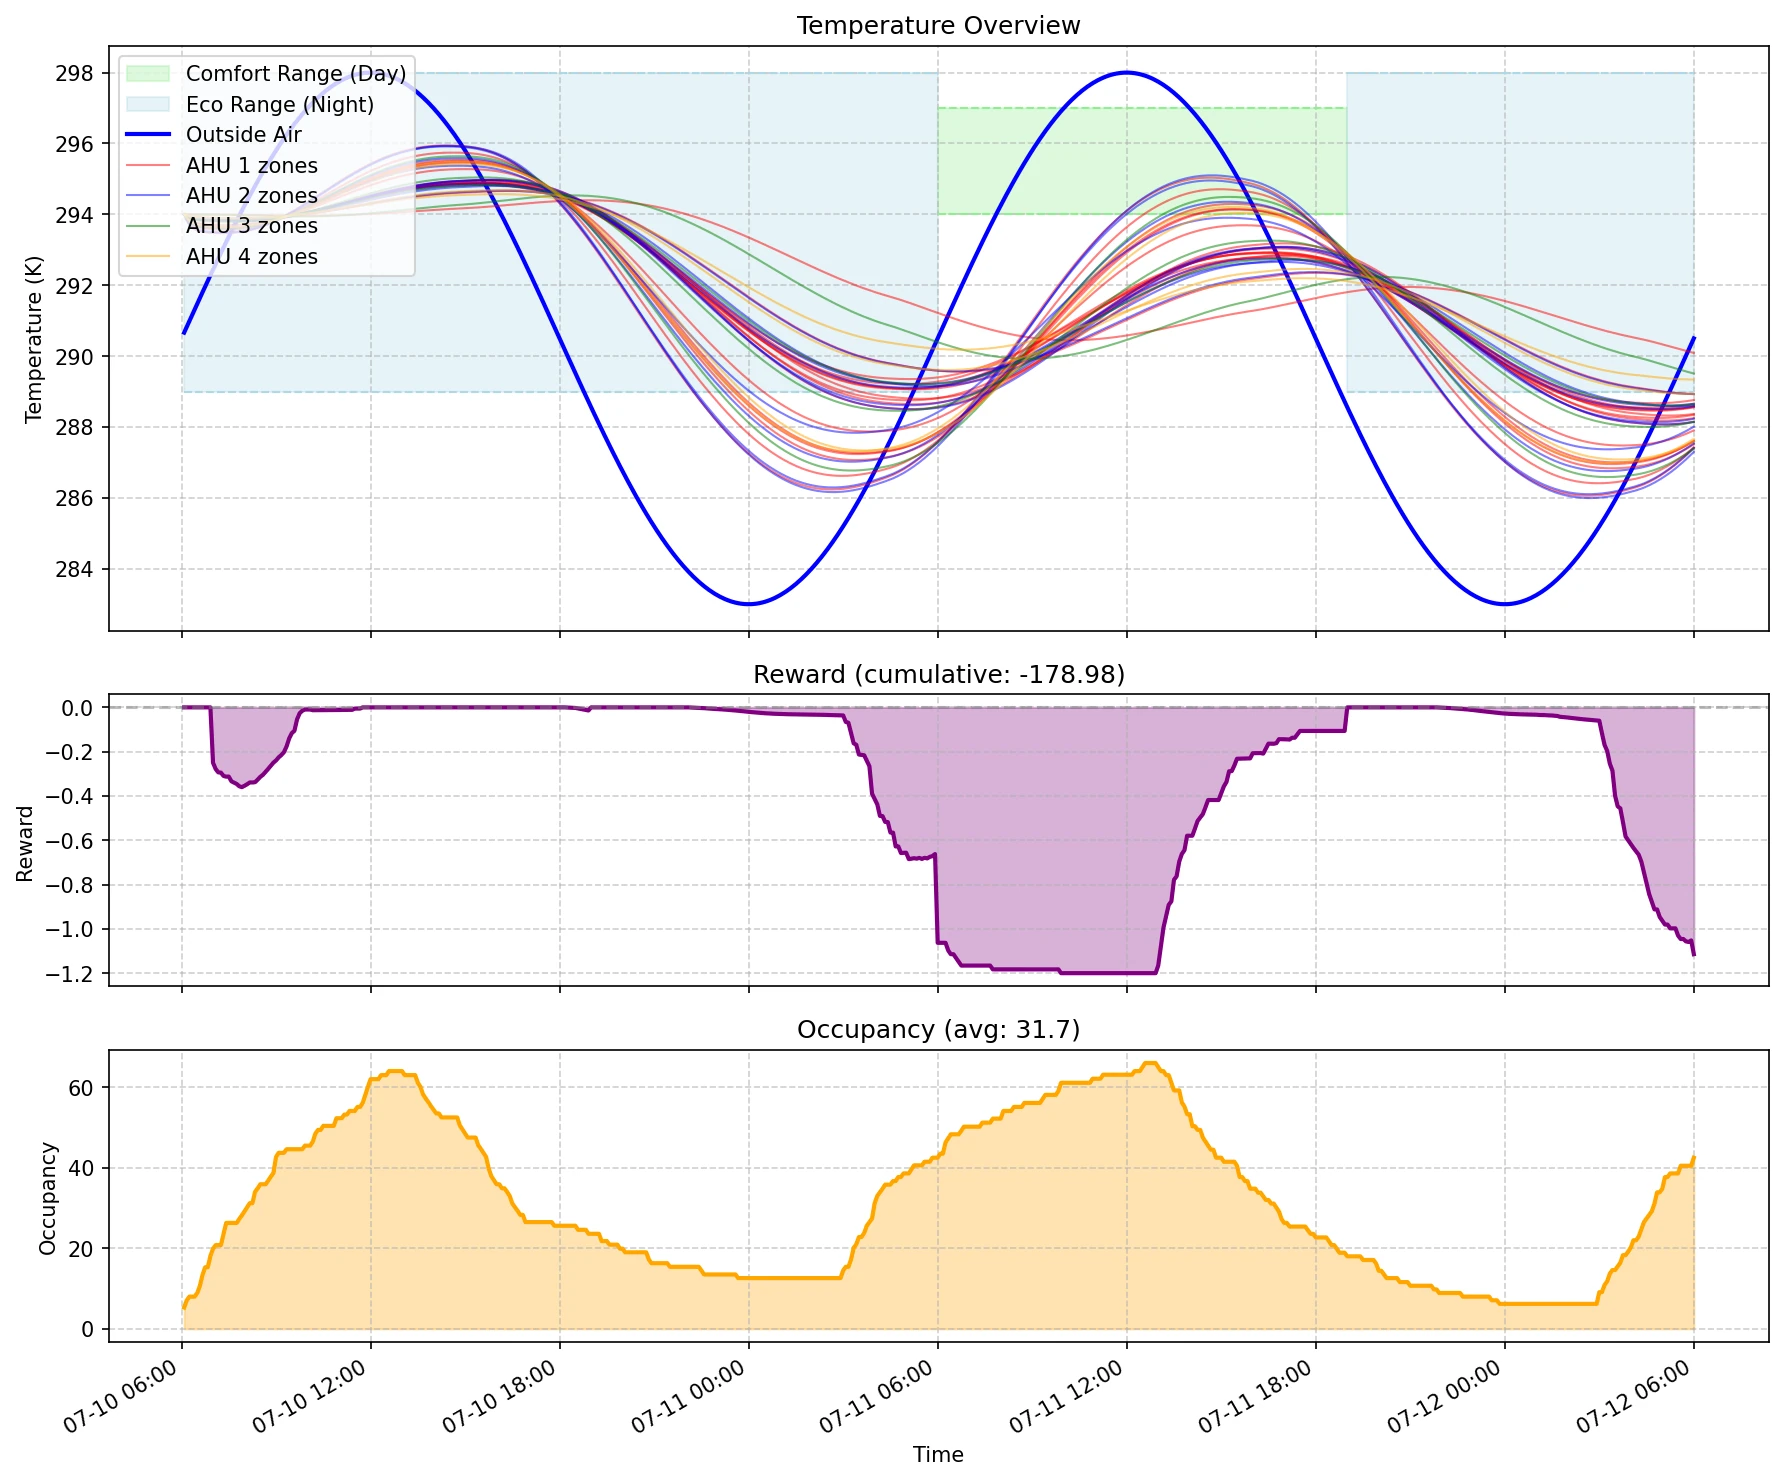 Temperature Overview
Comfort Range (Day)
Eco Range (Night)
Outside Air
AHU 1 zones
AHU 2 zones
AHU 3 zones
AHU 4 zones
Temperature (K)
298
296
294
292
290
288
286
284
Reward (cumulative: -178.98)
Reward
0.0
−0.2
−0.4
−0.6
−0.8
−1.0
−1.2
Occupancy (avg: 31.7)
Occupancy
60
40
20
0
07-10 06:00
07-10 12:00
07-10 18:00
07-11 00:00
07-11 06:00
07-11 12:00
07-11 18:00
07-12 00:00
07-12 06:00
Time